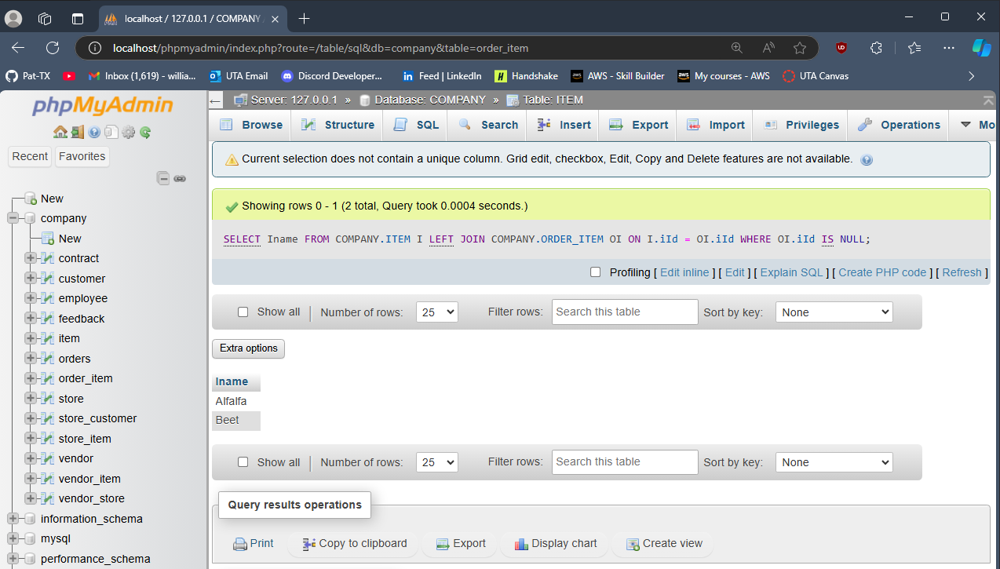 localhost / 127.0.0.1 / COMPANY
localhost/phpmyadmin/index.php?route=/table/sql&db=company&table=order_item
Pat-TX
Inbox (1,619) - willia...
UTA Email
Discord Developer...
Feed | LinkedIn
Handshake
AWS - Skill Builder
My courses - AWS
UTA Canvas
phpMyAdmin
Recent
Favorites
New
company
New
contract
customer
employee
feedback
item
orders
order_item
store
store_customer
store_item
vendor
vendor_item
vendor_store
information_schema
mysql
performance_schema
Server: 127.0.0.1 » Database: COMPANY » Table: ITEM
Browse
Structure
SQL
Search
Insert
Export
Import
Privileges
Operations
Mo
Current selection does not contain a unique column. Grid edit, checkbox, Edit, Copy and Delete features are not available.
Showing rows 0 - 1 (2 total, Query took 0.0004 seconds.)
SELECT Iname FROM COMPANY.ITEM I LEFT JOIN COMPANY.ORDER_ITEM OI ON I.iId = OI.iId WHERE OI.iId IS NULL;
Profiling [ Edit inline ] [ Edit ] [ Explain SQL ] [ Create PHP code ] [ Refresh ]
Show all | Number of rows: 25 Filter rows: Search this table Sort by key: None
Extra options
Iname
Alfalfa
Beet
Show all | Number of rows: 25 Filter rows: Search this table Sort by key: None
Query results operations
Print
Copy to clipboard
Export
Display chart
Create view